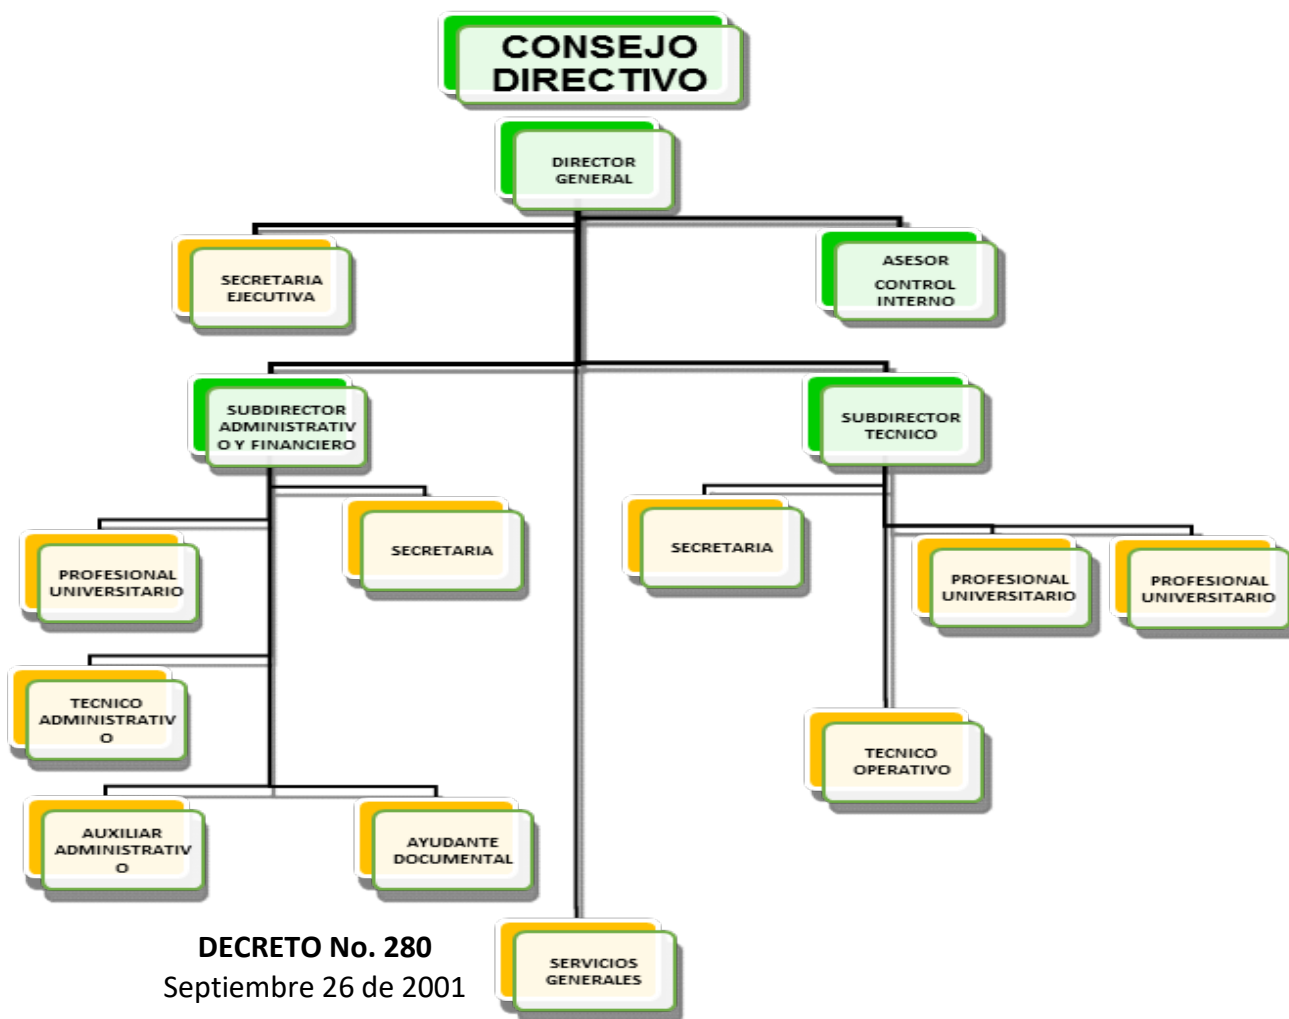 CONSEJO
DIRECTIVO
DIRECTOR
GENERAL
SECRETARIA
EJECUTIVA
ASESOR
CONTROL
INTERNO
SUBDIRECTOR
ADMINISTRATIV
O Y FINANCIERO
SUBDIRECTOR
TECNICO
SECRETARIA
SECRETARIA
PROFESIONAL
UNIVERSITARIO
PROFESIONAL
UNIVERSITARIO
PROFESIONAL
UNIVERSITARIO
TECNICO
ADMINISTRATIV
O
TECNICO
OPERATIVO
AUXILIAR
ADMINISTRATIV
O
AYUDANTE
DOCUMENTAL
SERVICIOS
GENERALES
DECRETO No. 280
Septiembre 26 de 2001